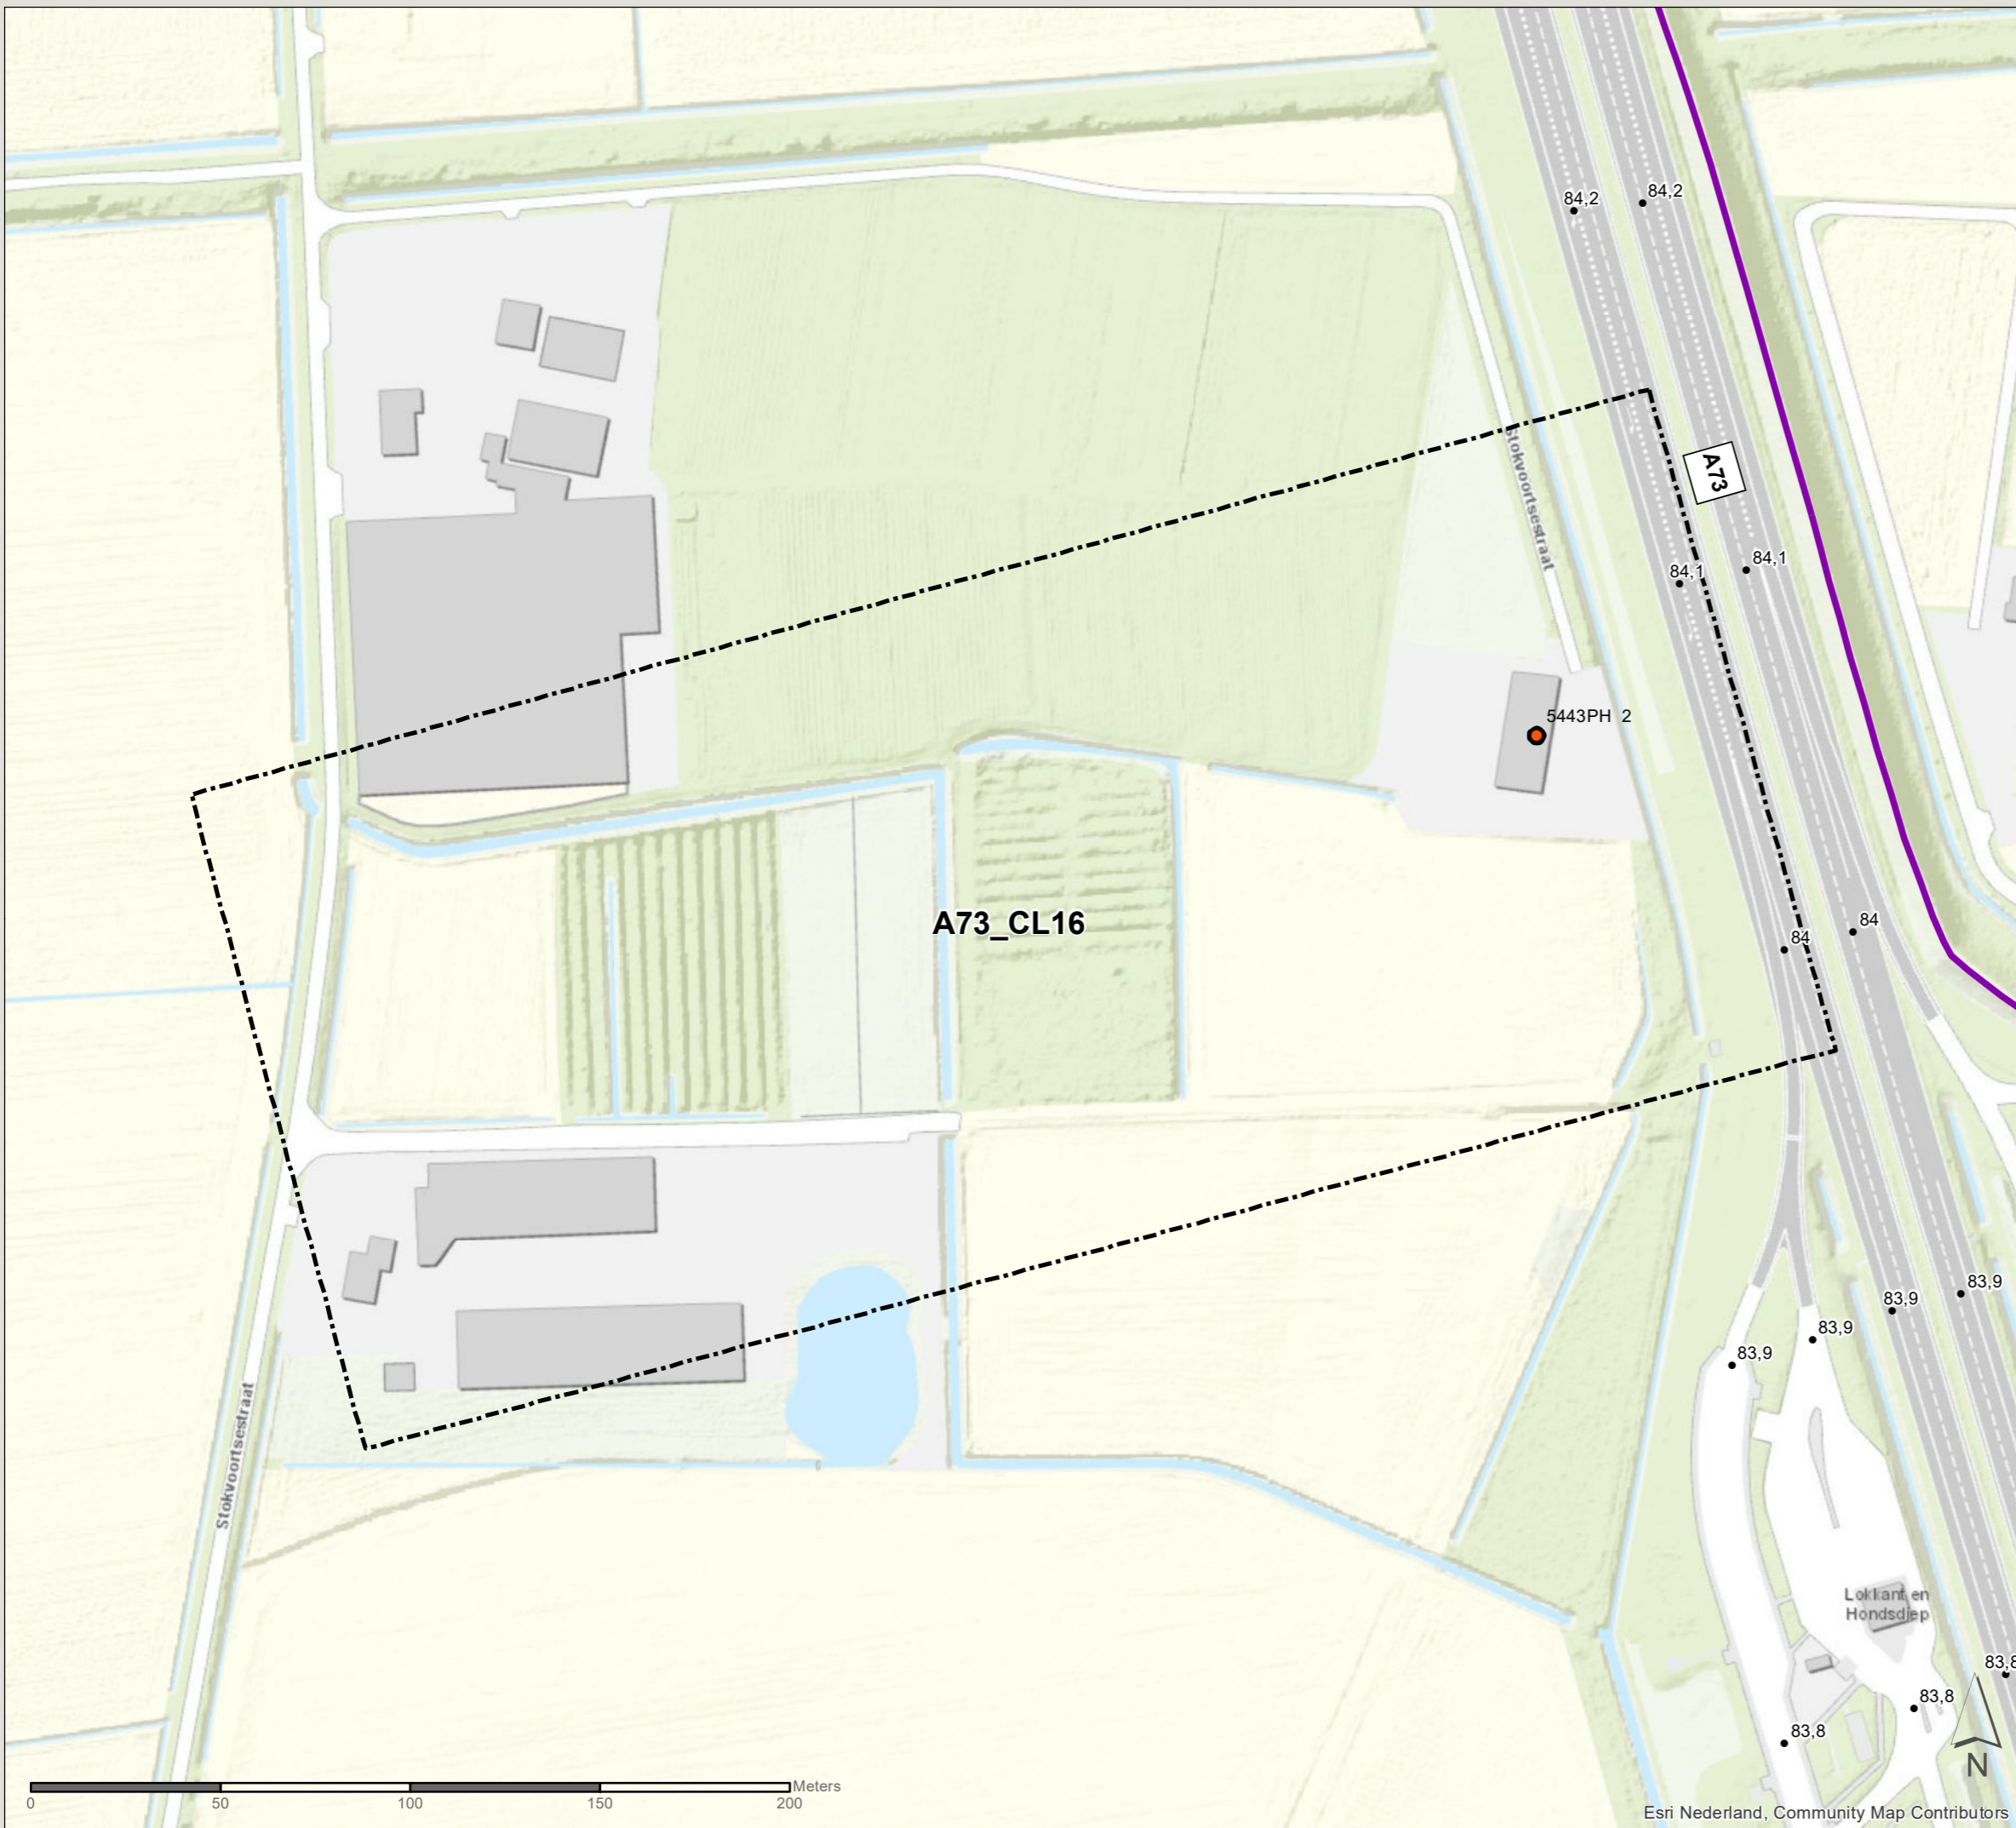 84,2
84,2
Stokvoortsestraat
A73
84,1
84,1
5443PH 2
A73_CL16
84
84
83,9
83,9
83,9
83,9
Stokvoortsestraat
Lokkant en
Hondsdiep
83,8
83,8
83,8
N
Meters
0 50 100 150 200
Esri Nederland, Community Map Contributors